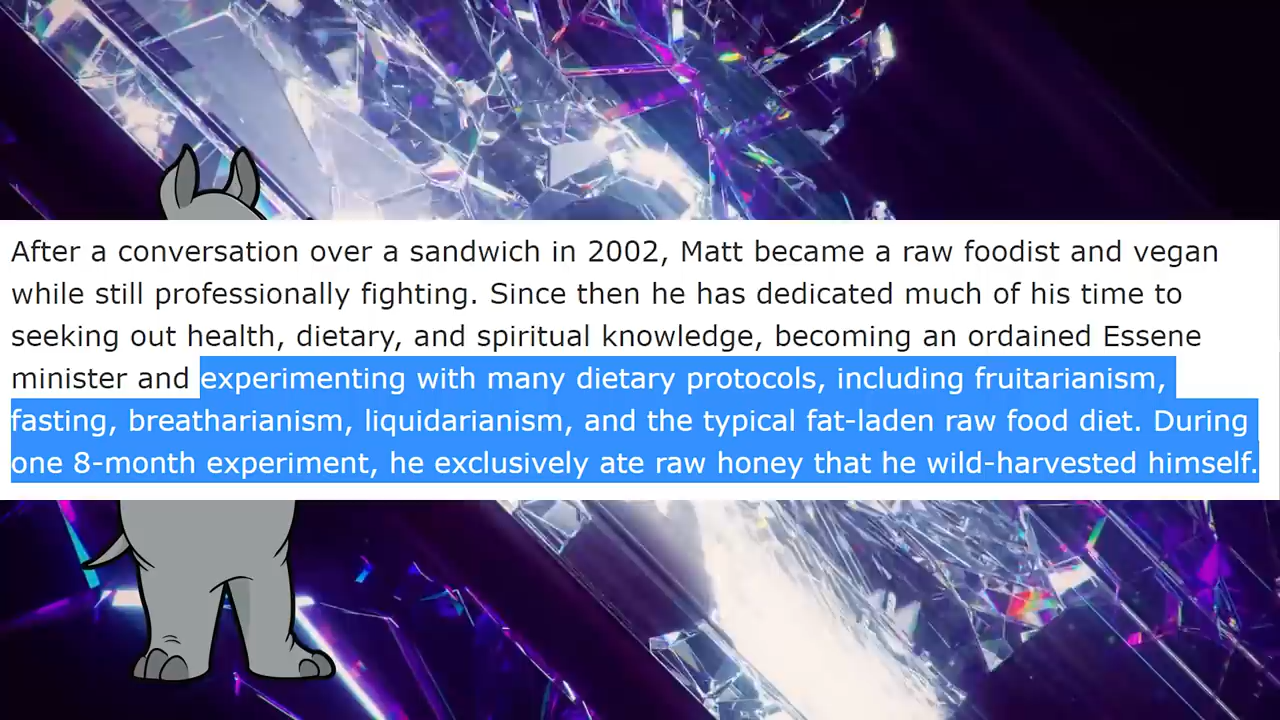 After a conversation over a sandwich in 2002, Matt became a raw foodist and vegan
while still professionally fighting. Since then he has dedicated much of his time to
seeking out health, dietary, and spiritual knowledge, becoming an ordained Essene
minister and experimenting with many dietary protocols, including fruitarianism,
fasting, breatharianism, liquidarianism, and the typical fat-laden raw food diet. During
one 8-month experiment, he exclusively ate raw honey that he wild-harvested himself.